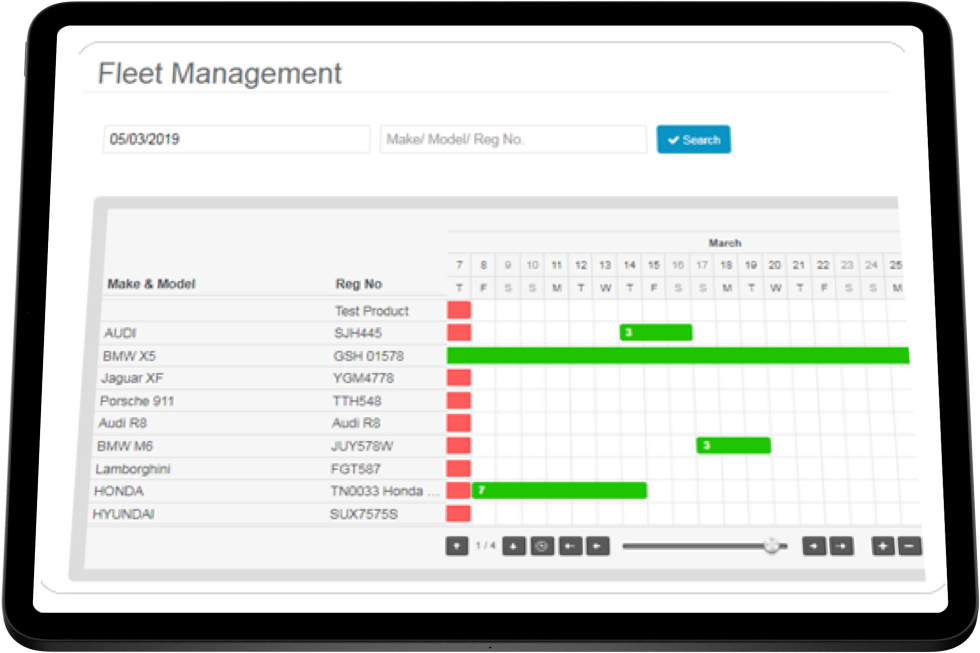 Fleet Management
05/03/2019 Make/ Model/ Reg No. Search
March
7 8 9 10 11 12 13 14 15 16 17 18 19 20 21 22 23 24 25
Make & Model Reg No T F S S M T W T F S S M T W T F S S M
Test Product
AUDI SJH445 3
BMW X5 GSH 01578
Jaguar XF YGM4778
Porsche 911 TTH548
Audi R8 Audi R8
BMW M6 JUY578W 3
Lamborghini FGT587
HONDA TN0033 Honda ... 7
HYUNDAI SUX7575S
1 / 4